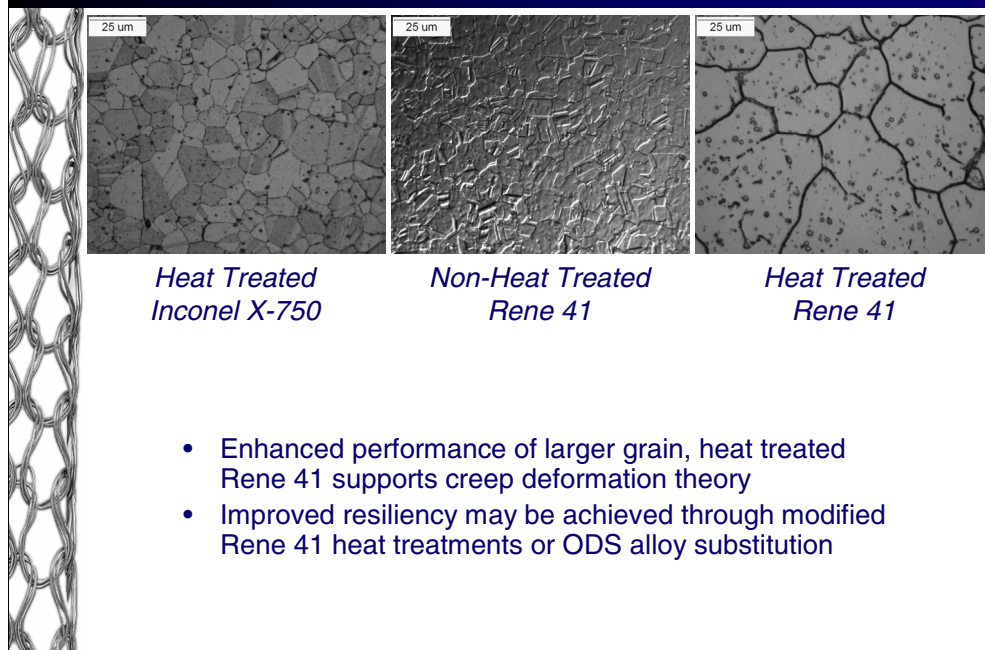 25 um
25 um
25 um
Heat Treated
Inconel X-750
Non-Heat Treated
Rene 41
Heat Treated
Rene 41
• Enhanced performance of larger grain, heat treated
Rene 41 supports creep deformation theory
• Improved resiliency may be achieved through modified
Rene 41 heat treatments or ODS alloy substitution